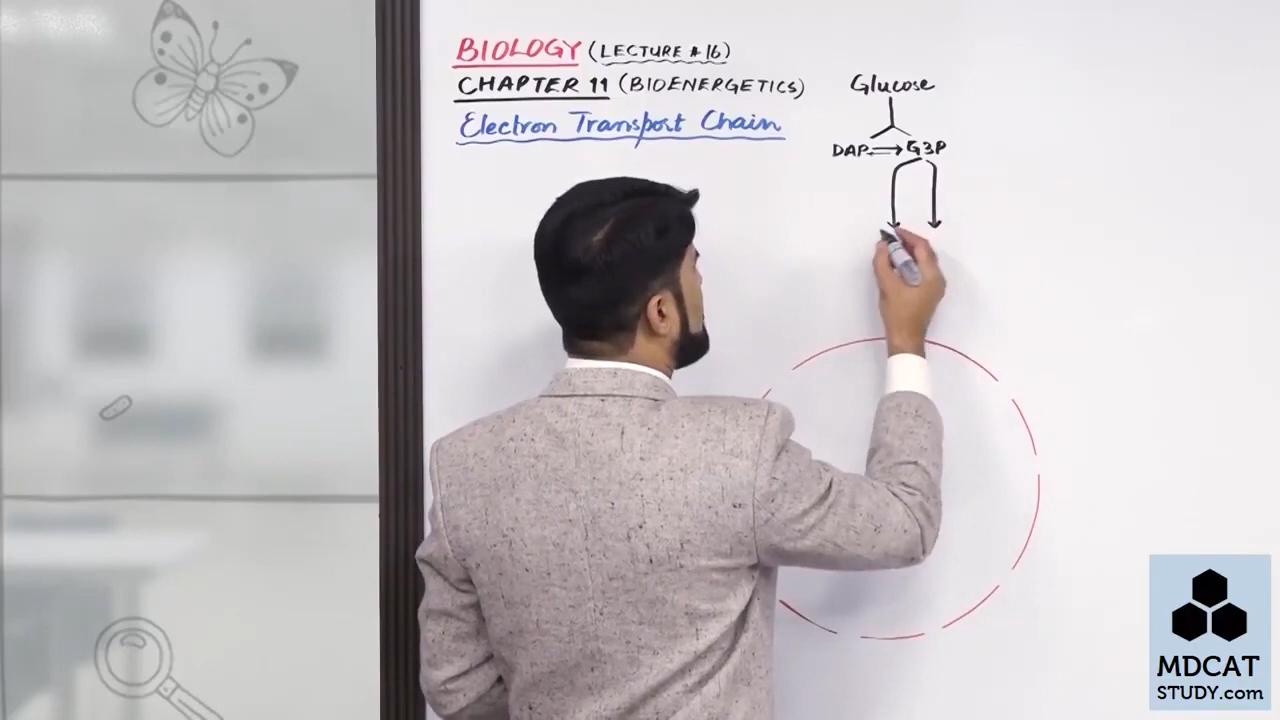 BIOLOGY (LECTURE # 16)
CHAPTER 11 (BIOENERGETICS)
Electron Transport Chain
Glucose
DAP G3P
MDCAT
STUDY.com